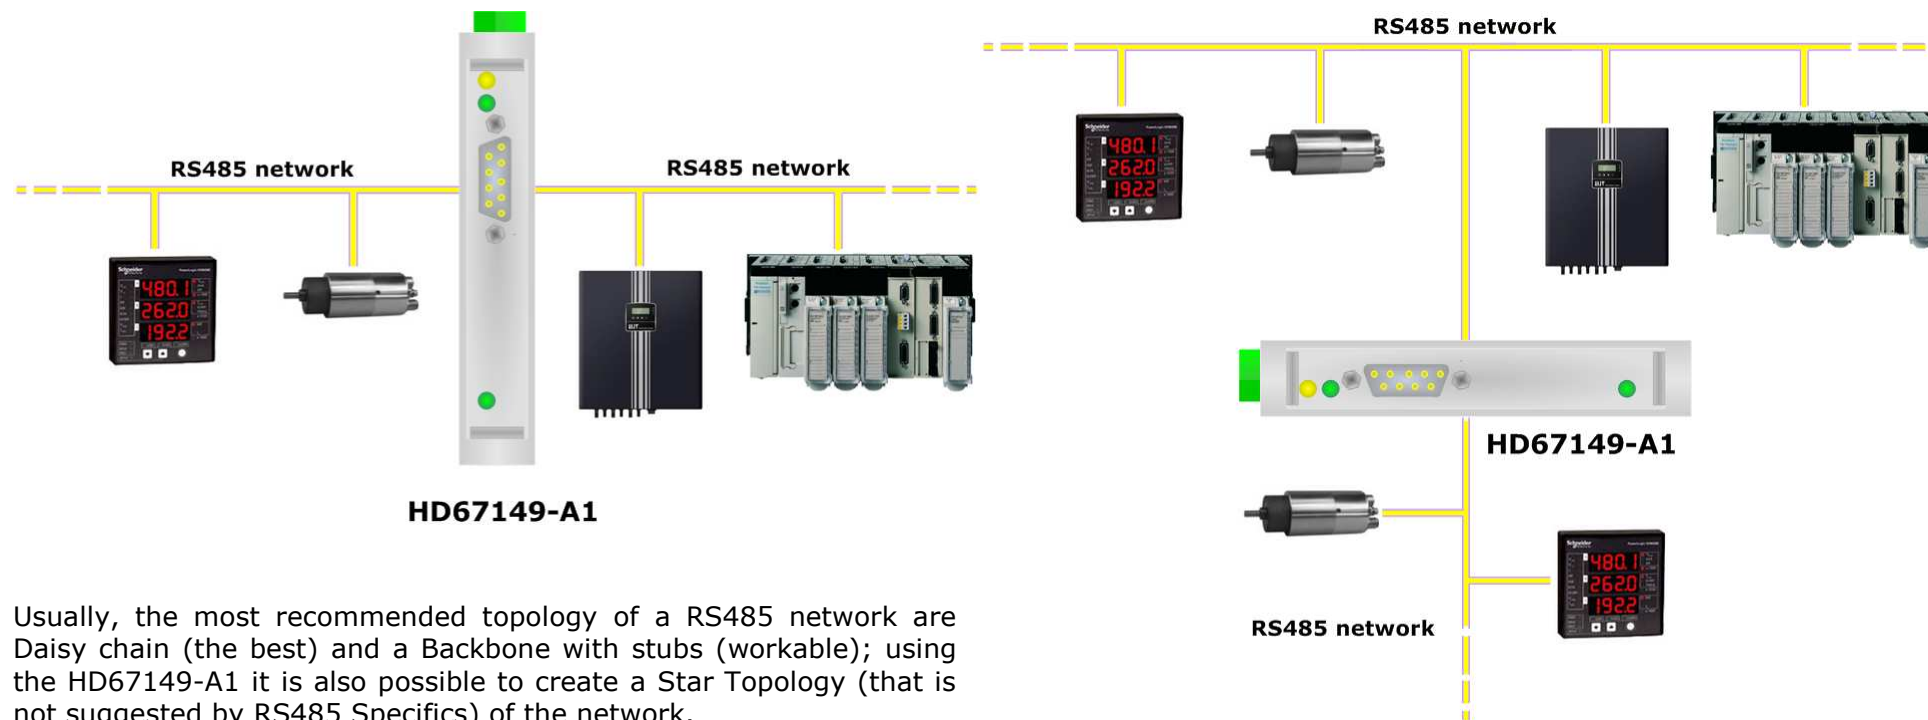 RS485 network
RS485 network
Schneider
480.1
262.0
192.2
HD67149-A1
Usually, the most recommended topology of a RS485 network are
Daisy chain (the best) and a Backbone with stubs (workable); using
the HD67149-A1 it is also possible to create a Star Topology (that is
not suggested by RS485 Specifics) of the network.
RS485 network
Schneider
480.1
262.0
192.2
HD67149-A1
Schneider
480.1
262.0
192.2
RS485 network